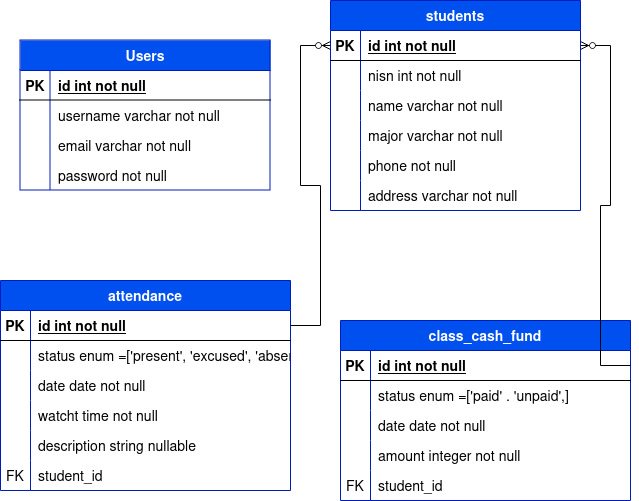 students
PK id int not null
nisn int not null
name varchar not null
major varchar not null
phone not null
address varchar not null
Users
PK id int not null
username varchar not null
email varchar not null
password not null
attendance
PK id int not null
status enum =['present', 'excused', 'abser
date date not null
watcht time not null
description string nullable
FK student_id
class_cash_fund
PK id int not null
status enum =['paid' . 'unpaid',]
date date not null
amount integer not null
FK student_id